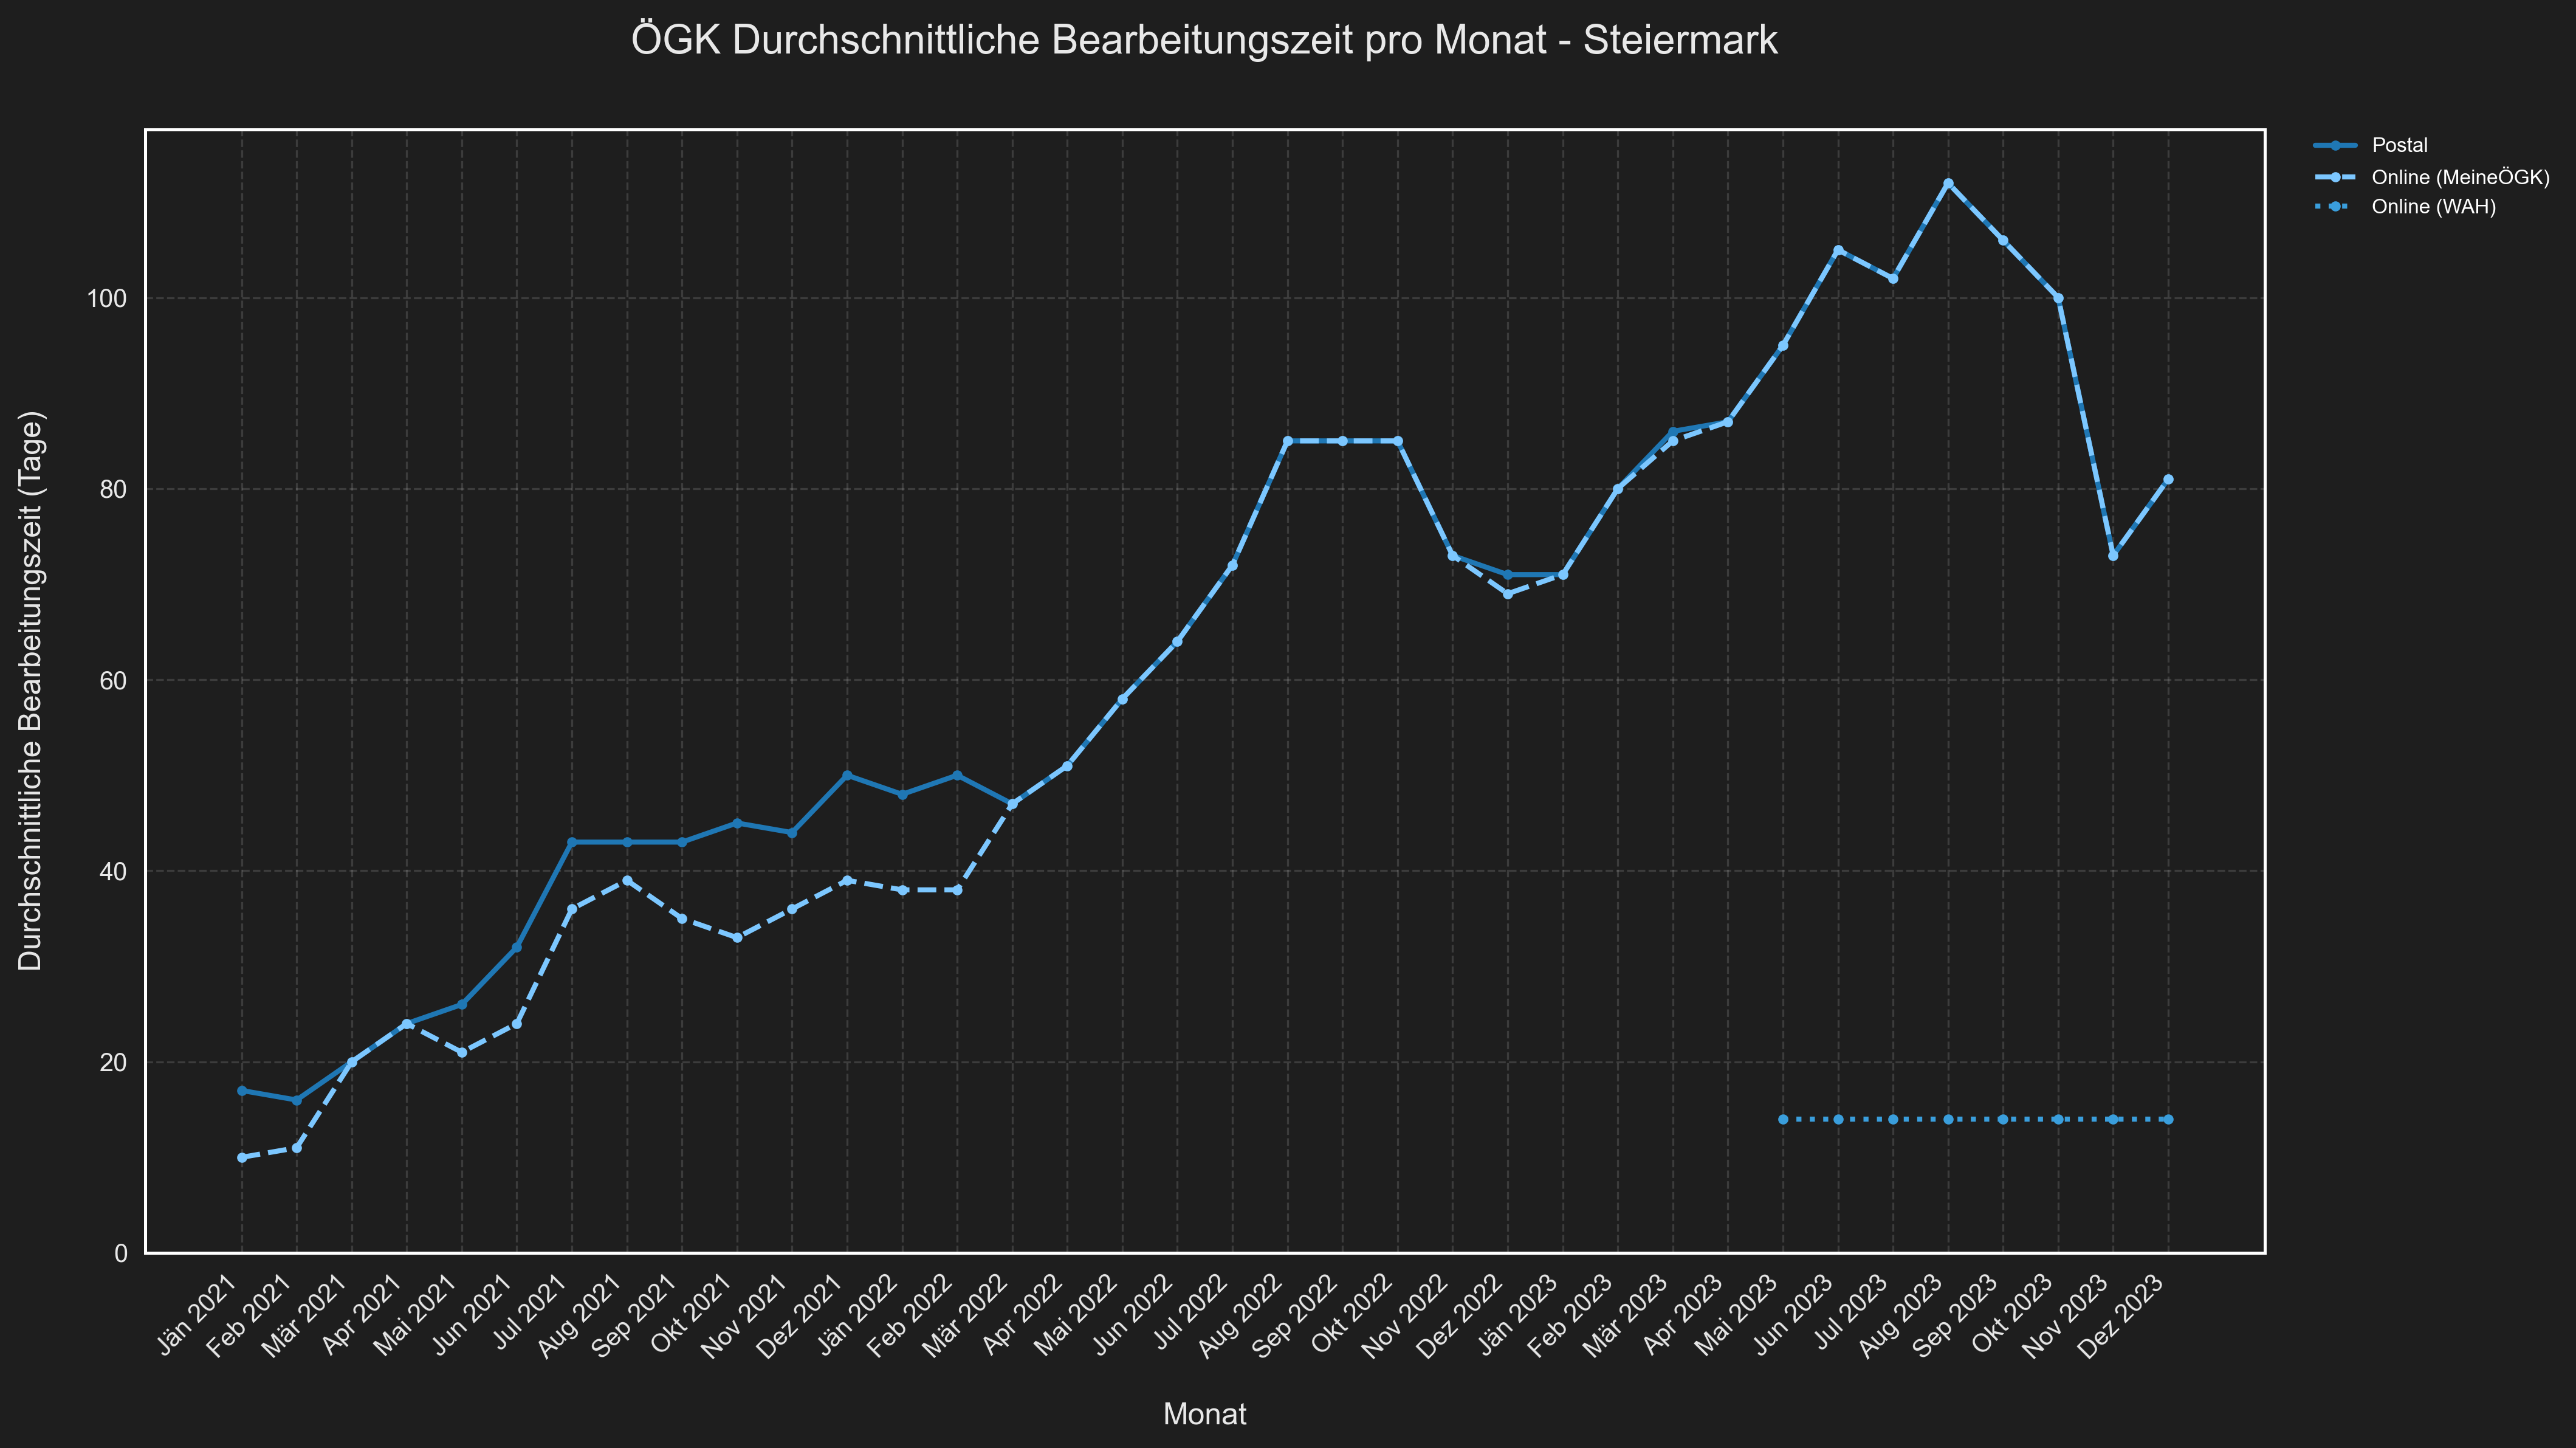 ÖGK Durchschnittliche Bearbeitungszeit pro Monat - Steiermark
Postal
Online (MeineÖGK)
Online (WAH)
Durchschnittliche Bearbeitungszeit (Tage)
100
80
60
40
20
0
Jän 2021
Feb 2021
Mär 2021
Apr 2021
Mai 2021
Jun 2021
Jul 2021
Aug 2021
Sep 2021
Okt 2021
Nov 2021
Dez 2021
Jän 2022
Feb 2022
Mär 2022
Apr 2022
Mai 2022
Jun 2022
Jul 2022
Aug 2022
Sep 2022
Okt 2022
Nov 2022
Dez 2022
Jän 2023
Feb 2023
Mär 2023
Apr 2023
Mai 2023
Jun 2023
Jul 2023
Aug 2023
Sep 2023
Okt 2023
Nov 2023
Dez 2023
Monat